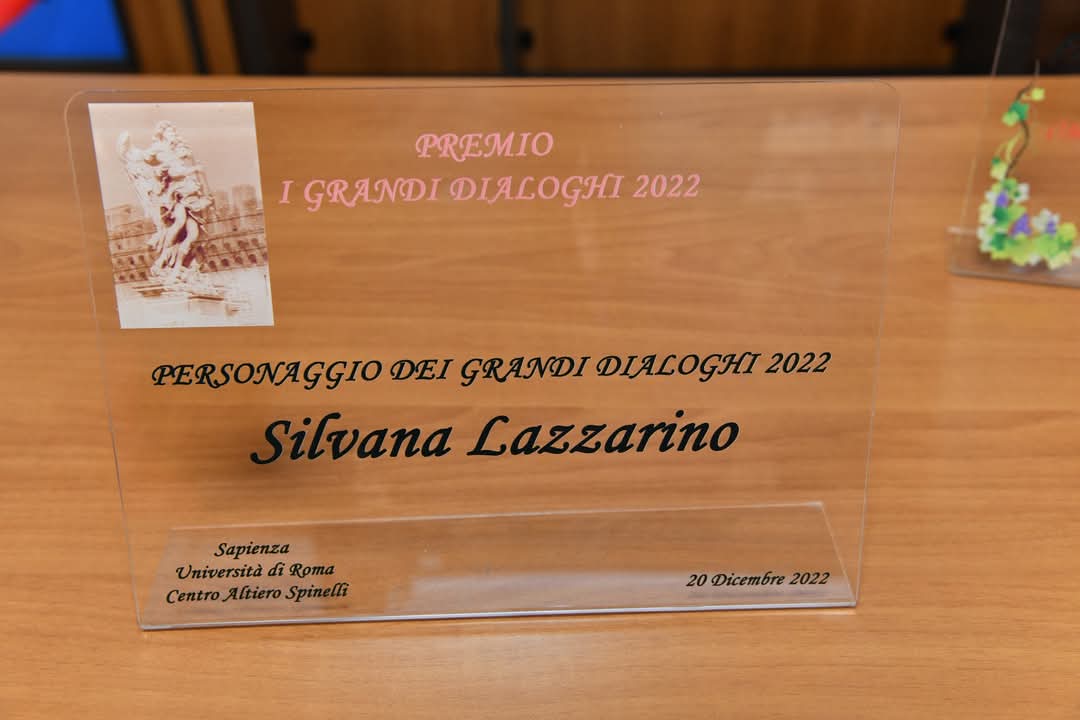 PREMIO
I GRANDI DIALOGHI 2022
PERSONAGGIO DEI GRANDI DIALOGHI 2022
Silvana Lazzarino
Sapienza
Università di Roma
Centro Altiero Spinelli
20 Dicembre 2022